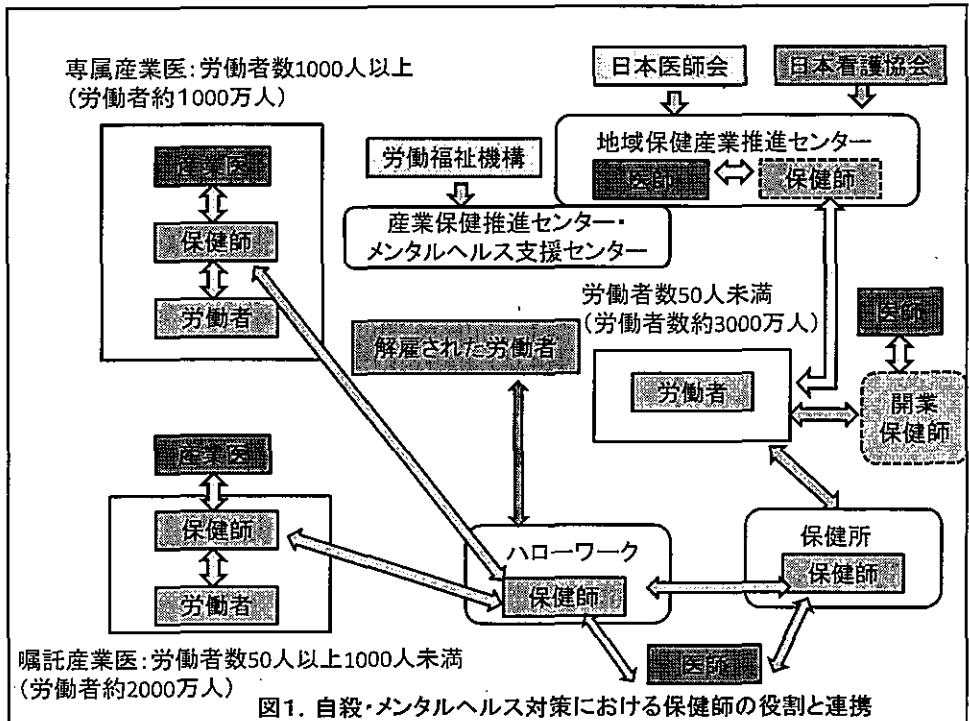 専属産業医:労働者数1000人以上
(労働者約1000万人)
産業医
保健師
労働者
日本医師会
日本看護協会
地域保健産業推進センター
医師
保健師
労働福祉機構
産業保健推進センター・
メンタルヘルス支援センター
労働者数50人未満
(労働者数約3000万人)
解雇された労働者
労働者
医師
開業
保健師
産業医
保健師
労働者
ハローワーク
保健師
保健所
保健師
医師
嘱託産業医:労働者数50人以上1000人未満
(労働者約2000万人)
図1. 自殺・メンタルヘルス対策における保健師の役割と連携